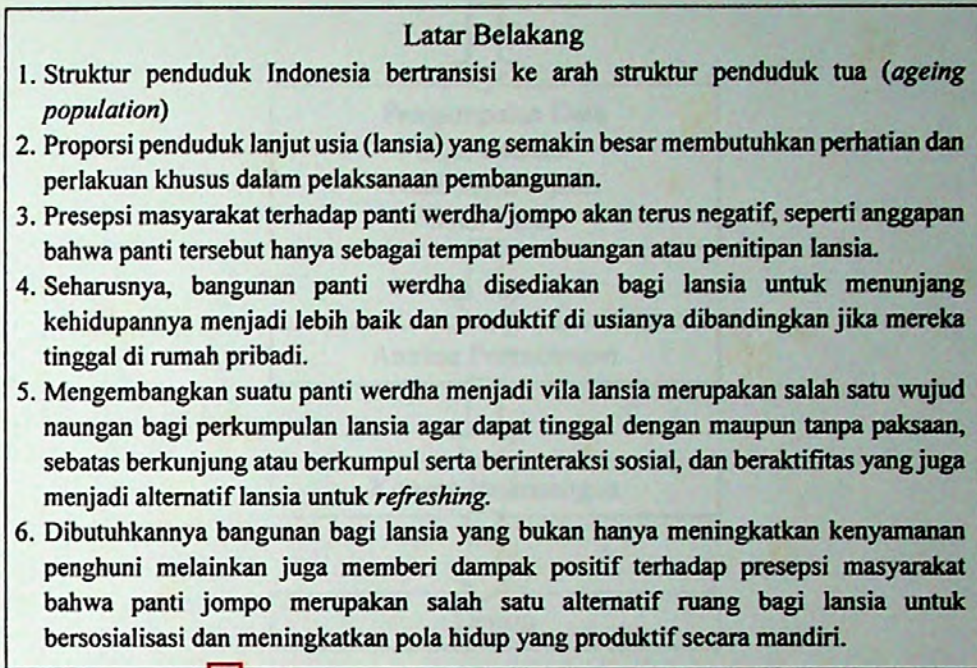 Latar Belakang
1. Struktur penduduk Indonesia bertransisi ke arah struktur penduduk tua (ageing
population)
2. Proporsi penduduk lanjut usia (lansia) yang semakin besar membutuhkan perhatian dan
perlakuan khusus dalam pelaksanaan pembangunan.
3. Presepsi masyarakat terhadap panti werdha/jompo akan terus negatif, seperti anggapan
bahwa panti tersebut hanya sebagai tempat pembuangan atau penitipan lansia.
4. Seharusnya, bangunan panti werdha disediakan bagi lansia untuk menunjang
kehidupannya menjadi lebih baik dan produktif di usianya dibandingkan jika mereka
tinggal di rumah pribadi.
5. Mengembangkan suatu panti werdha menjadi vila lansia merupakan salah satu wujud
naungan bagi perkumpulan lansia agar dapat tinggal dengan maupun tanpa paksaan,
sebatas berkunjung atau berkumpul serta berinteraksi sosial, dan beraktifitas yang juga
menjadi alternatif lansia untuk refreshing.
6. Dibutuhkannya bangunan bagi lansia yang bukan hanya meningkatkan kenyamanan
penghuni melainkan juga memberi dampak positif terhadap presepsi masyarakat
bahwa panti jompo merupakan salah satu alternatif ruang bagi lansia untuk
bersosialisasi dan meningkatkan pola hidup yang produktif secara mandiri.